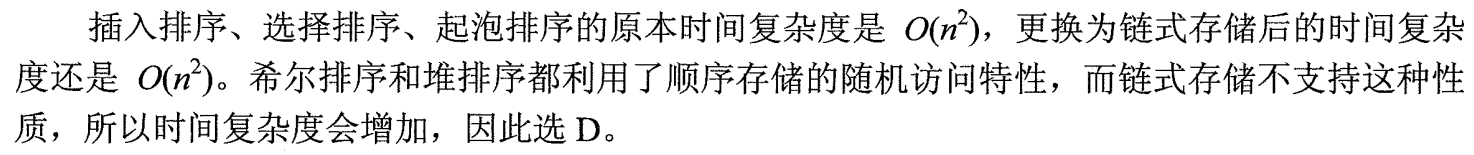 插入排序、选择排序、起泡排序的原本时间复杂度是 O(n²)，更换为链式存储后的时间复杂
度还是 O(n²)。希尔排序和堆排序都利用了顺序存储的随机访问特性，而链式存储不支持这种性
质，所以时间复杂度会增加，因此选 D。